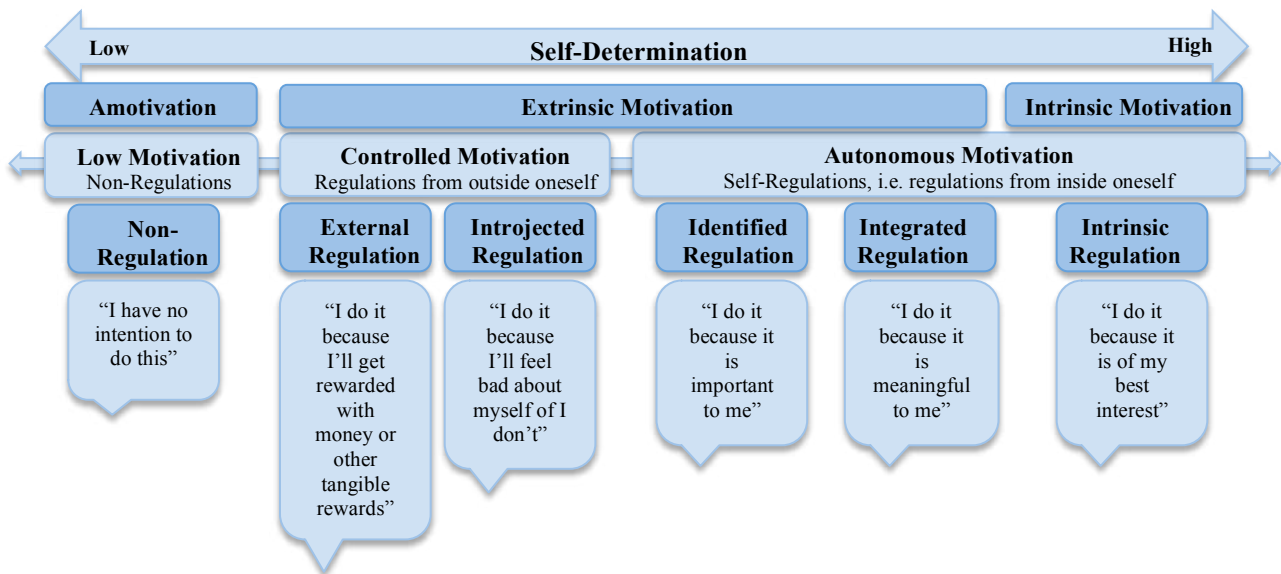 Low
Self-Determination
High
Amotivation
Extrinsic Motivation
Intrinsic Motivation
Low Motivation
Non-Regulations
Controlled Motivation
Regulations from outside oneself
Autonomous Motivation
Self-Regulations, i.e. regulations from inside oneself
Non-
Regulation
External
Regulation
Introjected
Regulation
Identified
Regulation
Integrated
Regulation
Intrinsic
Regulation
“I have no
intention to
do this”
“I do it
because
I’ll get
rewarded
with
money or
other
tangible
rewards”
“I do it
because
I’ll feel
bad about
myself of I
don’t”
“I do it
because it
is
important
to me”
“I do it
because it
is
meaningful
to me”
“I do it
because it
is of my
best
interest”